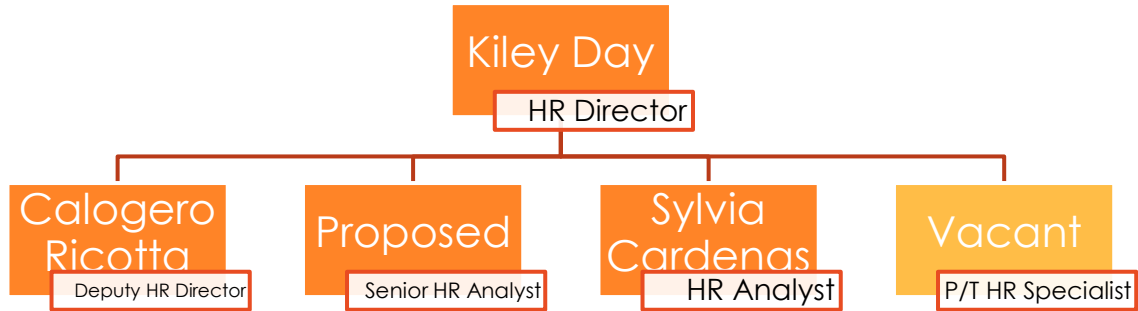 Kiley Day
HR Director
Calogero
Ricotta
Deputy HR Director
Proposed
Senior HR Analyst
Sylvia
Cardenas
HR Analyst
Vacant
P/T HR Specialist